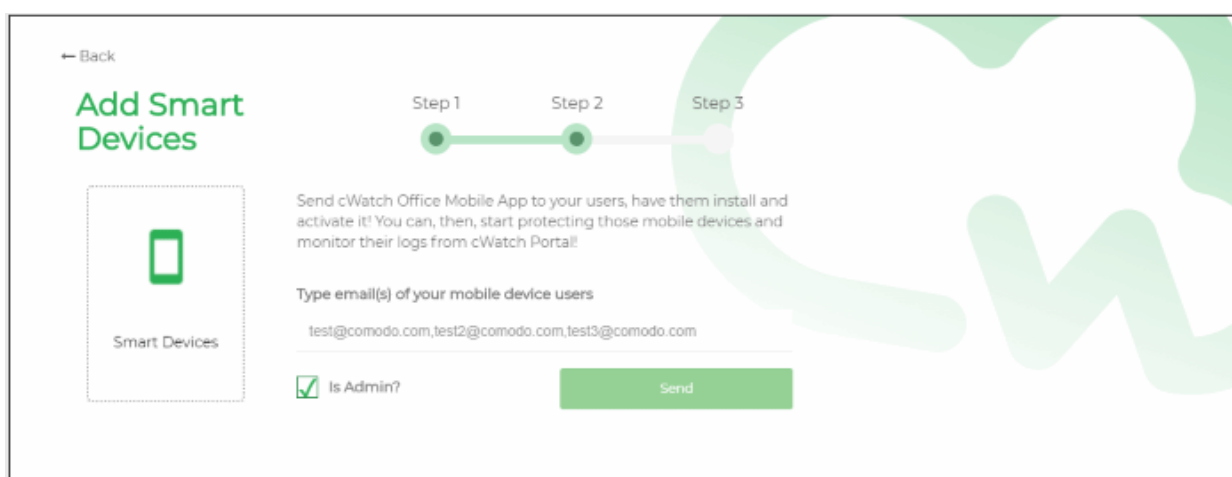 ← Back
Add Smart
Devices
Step 1 Step 2 Step 3
Smart Devices
Send cWatch Office Mobile App to your users, have them install and
activate it! You can, then, start protecting those mobile devices and
monitor their logs from cWatch Portal!
Type email(s) of your mobile device users
test@comodo.com,test2@comodo.com,test3@comodo.com
Is Admin?
Send